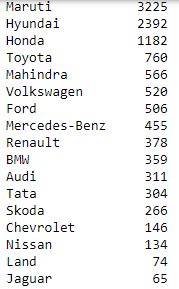 Maruti 3225
Hyundai 2392
Honda 1182
Toyota 760
Mahindra 566
Volkswagen 520
Ford 506
Mercedes-Benz 455
Renault 378
BMW 359
Audi 311
Tata 304
Skoda 266
Chevrolet 146
Nissan 134
Land 74
Jaguar 65